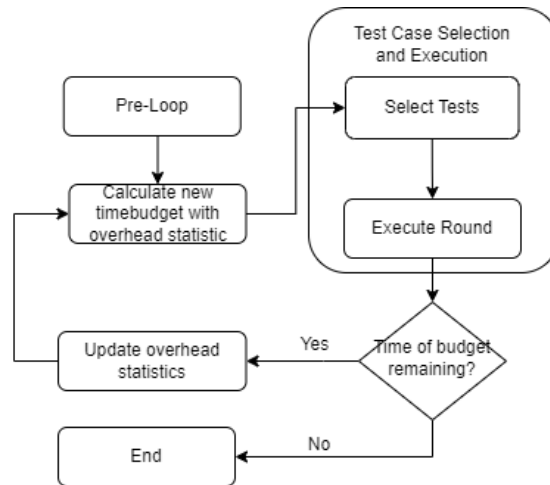 Test Case Selection
and Execution
Pre-Loop
Select Tests
Calculate new
timebudget with
overhead statistic
Execute Round
Time of budget
remaining?
Yes
Update overhead
statistics
No
End